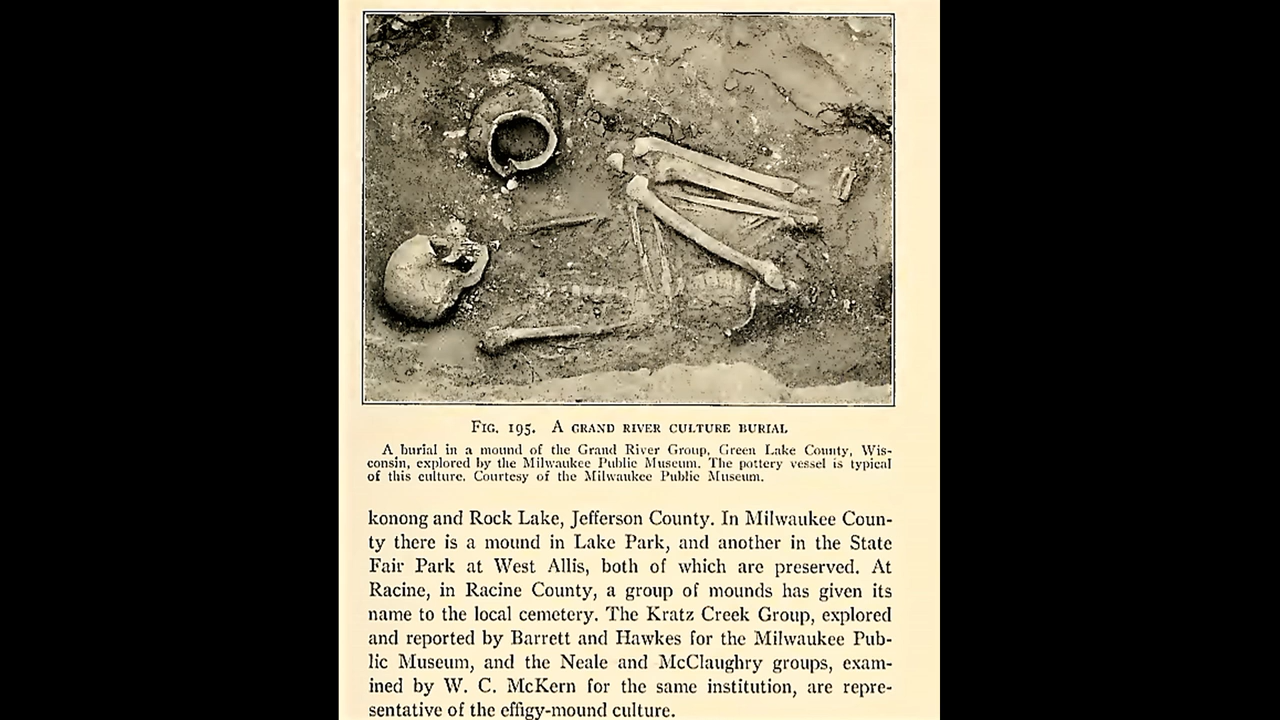 Fig. 195. A GRAND RIVER CULTURE BURIAL
A burial in a mound of the Grand River Group, Green Lake County, Wis-
consin, explored by the Milwaukee Public Museum. The pottery vessel is typical
of this culture. Courtesy of the Milwaukee Public Museum.
konong and Rock Lake, Jefferson County. In Milwaukee Coun-
ty there is a mound in Lake Park, and another in the State
Fair Park at West Allis, both of which are preserved. At
Racine, in Racine County, a group of mounds has given its
name to the local cemetery. The Kratz Creek Group, explored
and reported by Barrett and Hawkes for the Milwaukee Pub-
lic Museum, and the Neale and McClaughry groups, exam-
ined by W. C. McKern for the same institution, are repre-
sentative of the effigy-mound culture.